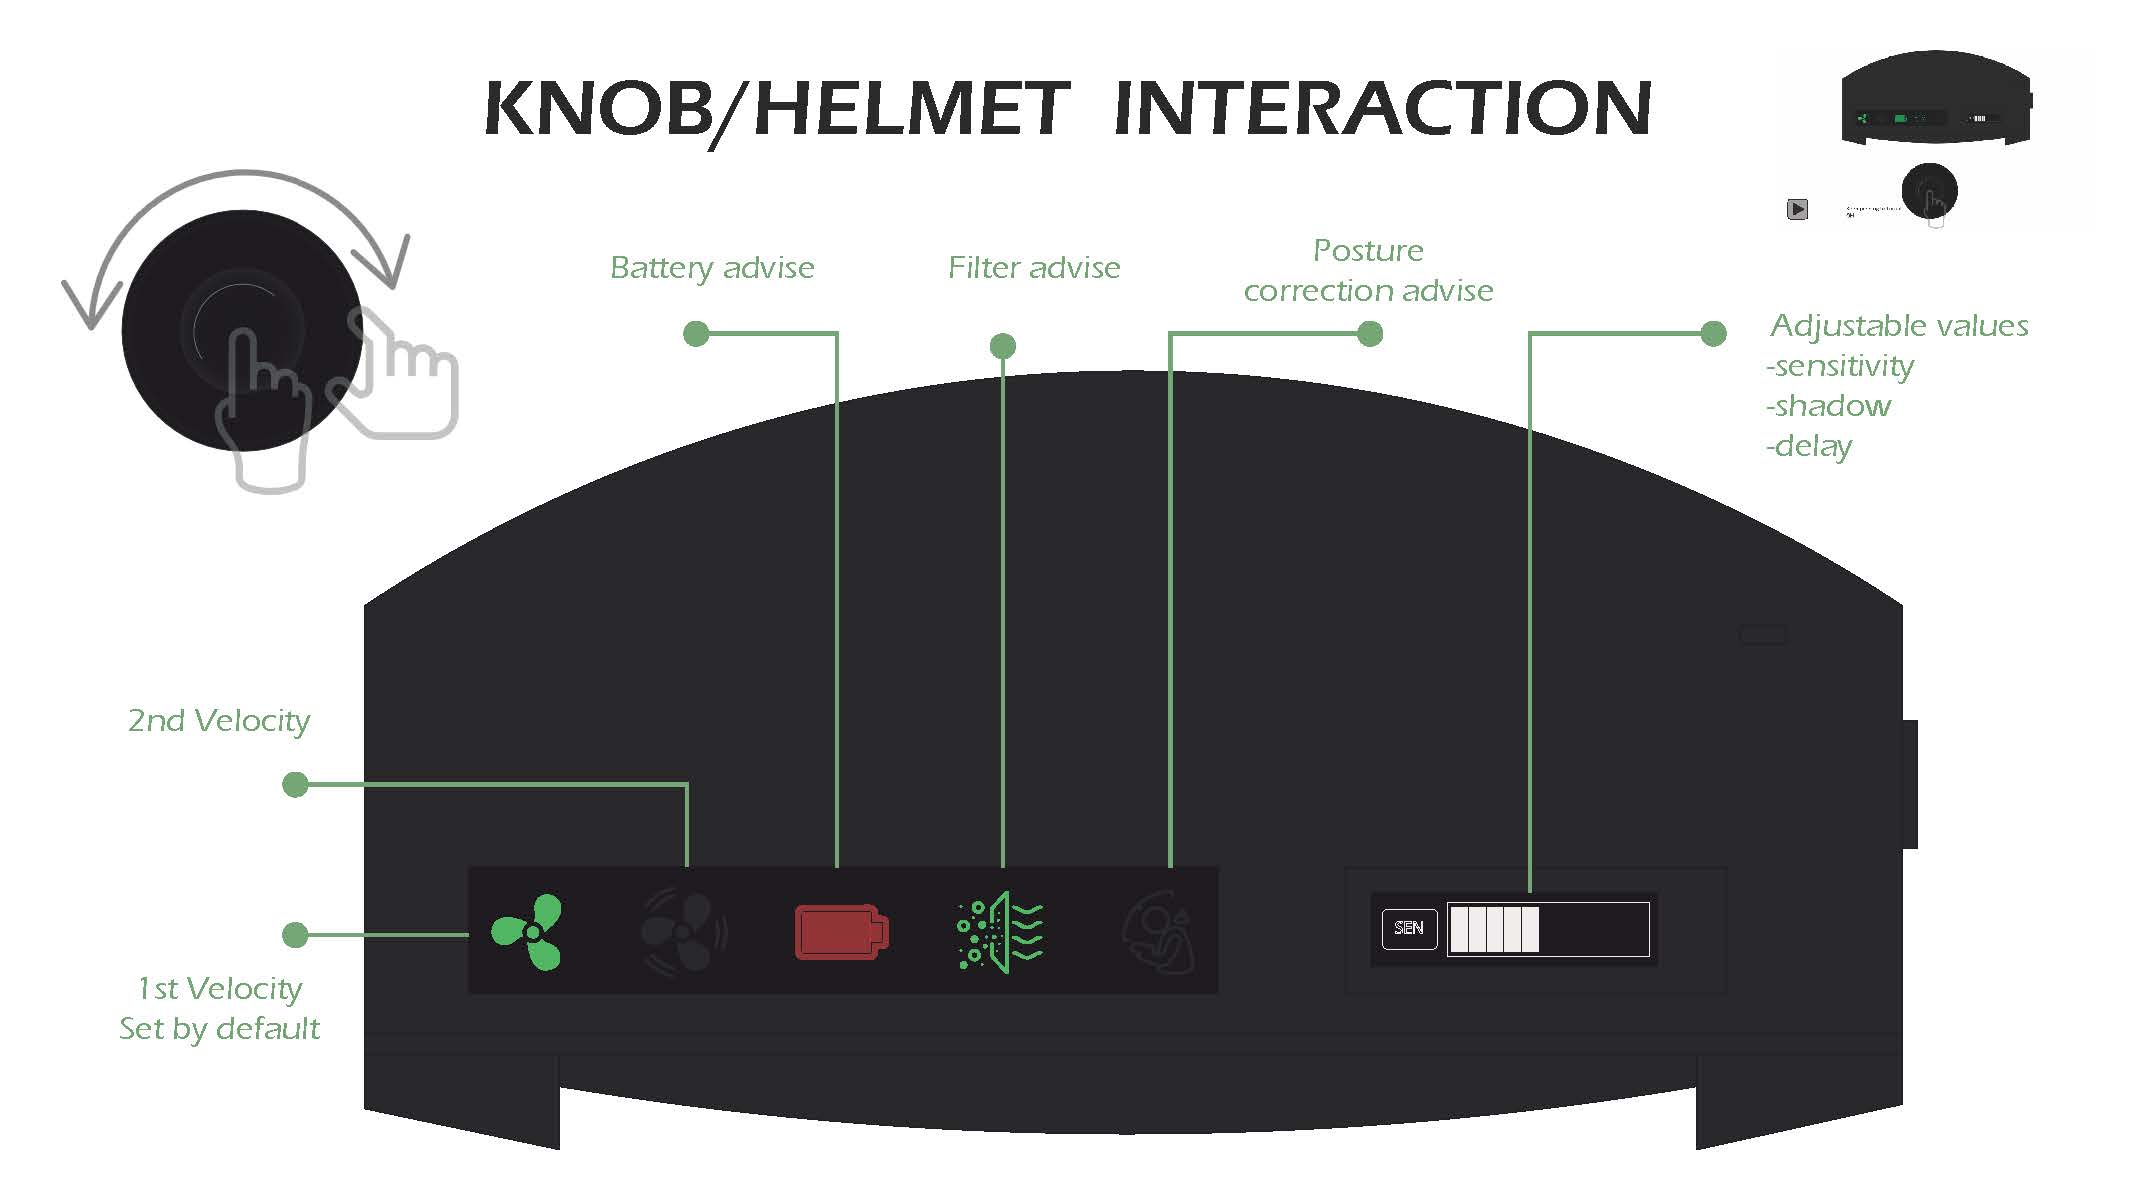 KNOB/HELMET INTERACTION
Battery advise
Filter advise
Posture
correction advise
Adjustable values
-sensitivity
-shadow
-delay
2nd Velocity
1st Velocity
Set by default
SEN